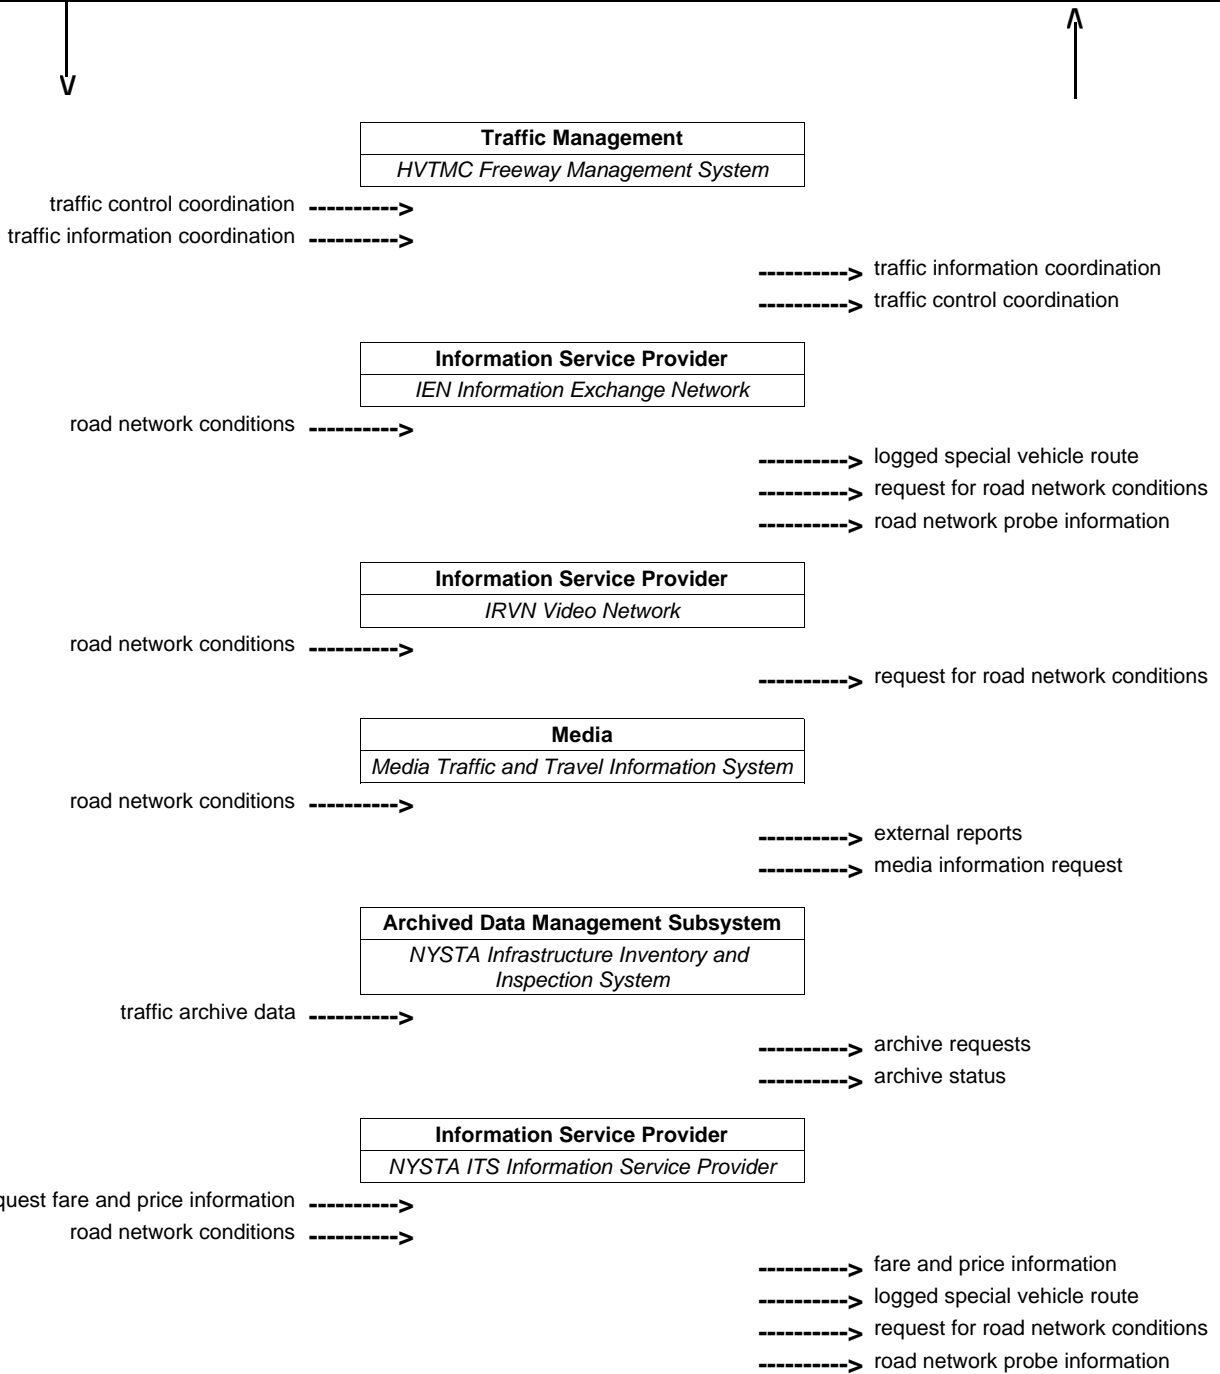 Traffic Management
HVTMC Freeway Management System
traffic control coordination ---------->
traffic information coordination ---------->
----------> traffic information coordination
----------> traffic control coordination
Information Service Provider
IEN Information Exchange Network
road network conditions ---------->
----------> logged special vehicle route
----------> request for road network conditions
----------> road network probe information
Information Service Provider
IRVN Video Network
road network conditions ---------->
----------> request for road network conditions
Media
Media Traffic and Travel Information System
road network conditions ---------->
----------> external reports
----------> media information request
Archived Data Management Subsystem
NYSTA Infrastructure Inventory and
Inspection System
traffic archive data ---------->
----------> archive requests
----------> archive status
Information Service Provider
NYSTA ITS Information Service Provider
quest fare and price information ---------->
road network conditions ---------->
----------> fare and price information
----------> logged special vehicle route
----------> request for road network conditions
----------> road network probe information